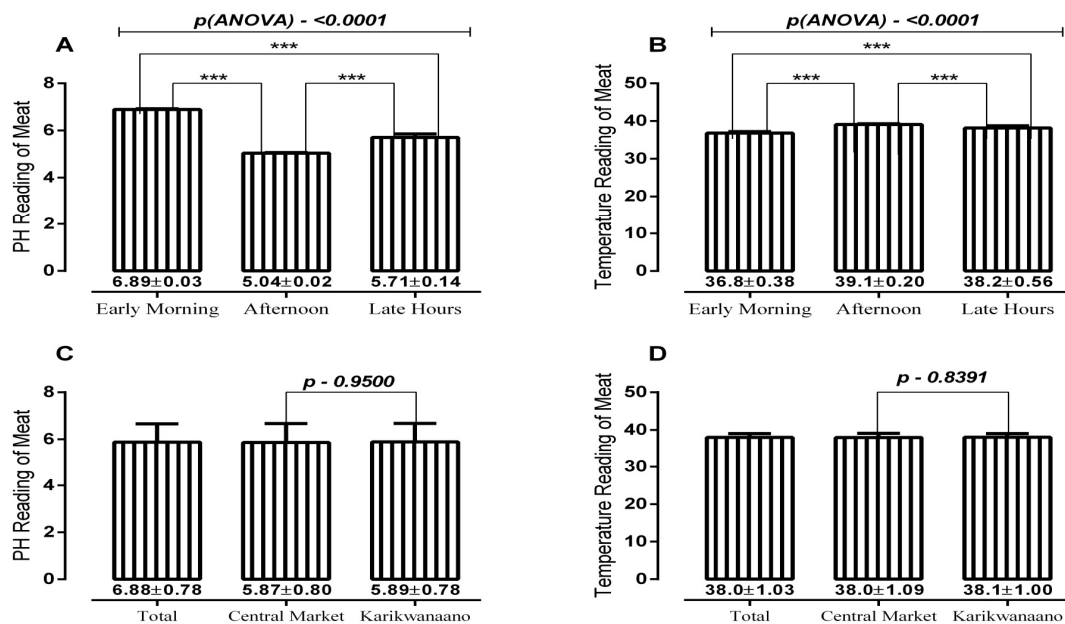 p(ANOVA) - <0.0001
A
***
*** ***
PH Reading of Meat
8
6
4
2
0
6.89±0.03 5.04±0.02 5.71±0.14
Early Morning Afternoon Late Hours
p(ANOVA) - <0.0001
B
***
*** ***
Temperature Reading of Meat
50
40
30
20
10
0
36.8±0.38 39.1±0.20 38.2±0.56
Early Morning Afternoon Late Hours
C
p - 0.9500
PH Reading of Meat
8
6
4
2
0
6.88±0.78 5.87±0.80 5.89±0.78
Total Central Market Karikwanaano
D
p - 0.8391
Temperature Reading of Meat
50
40
30
20
10
0
38.0±1.03 38.0±1.09 38.1±1.00
Total Central Market Karikwanaano